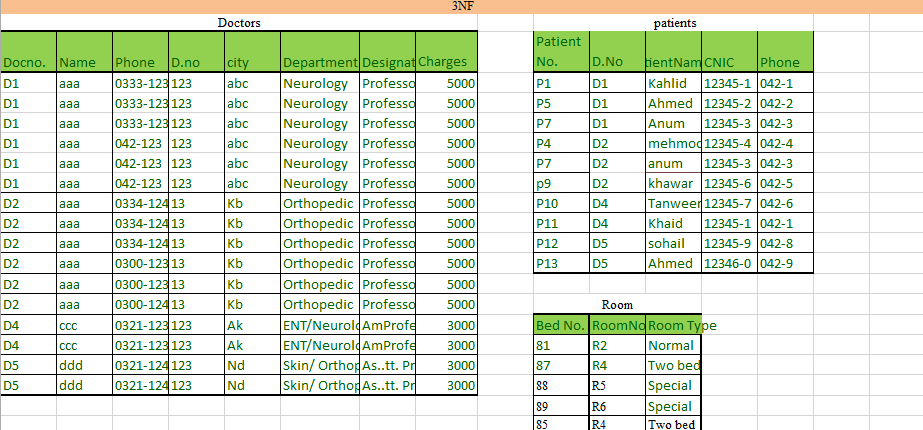 3NF
Doctors
Docno. Name Phone D.no city Department Designat Charges
D1 aaa 0333-123 123 abc Neurology Professo 5000
D1 aaa 0333-123 123 abc Neurology Professo 5000
D1 aaa 0333-123 123 abc Neurology Professo 5000
D1 aaa 042-123 123 abc Neurology Professo 5000
D1 aaa 042-123 123 abc Neurology Professo 5000
D1 aaa 042-123 123 abc Neurology Professo 5000
D2 aaa 0334-124 13 Kb Orthopedic Professo 5000
D2 aaa 0334-124 13 Kb Orthopedic Professo 5000
D2 aaa 0334-124 13 Kb Orthopedic Professo 5000
D2 aaa 0300-123 13 Kb Orthopedic Professo 5000
D2 aaa 0300-123 13 Kb Orthopedic Professo 5000
D2 aaa 0300-124 13 Kb Orthopedic Professo 5000
D4 ccc 0321-123 123 Ak ENT/Neurolo AmProfe 3000
D4 ccc 0321-123 123 Ak ENT/Neurolo AmProfe 3000
D5 ddd 0321-124 123 Nd Skin/ Orthop As..tt. Pr 3000
D5 ddd 0321-124 123 Nd Skin/ Orthop As..tt. Pr 3000
patients
Patient No. D.No tientNam CNIC Phone
P1 D1 Kahlid 12345-1 042-1
P5 D1 Ahmed 12345-2 042-2
P7 D1 Anum 12345-3 042-3
P4 D2 mehmoo 12345-4 042-4
P7 D2 anum 12345-3 042-3
p9 D2 khawar 12345-6 042-5
P10 D4 Tanweer 12345-7 042-6
P11 D4 Khaid 12345-1 042-1
P12 D5 sohail 12345-9 042-8
P13 D5 Ahmed 12346-0 042-9
Room
Bed No. RoomNo Room Type
81 R2 Normal
87 R4 Two bed
88 R5 Special
89 R6 Special
85 R4 Two bed